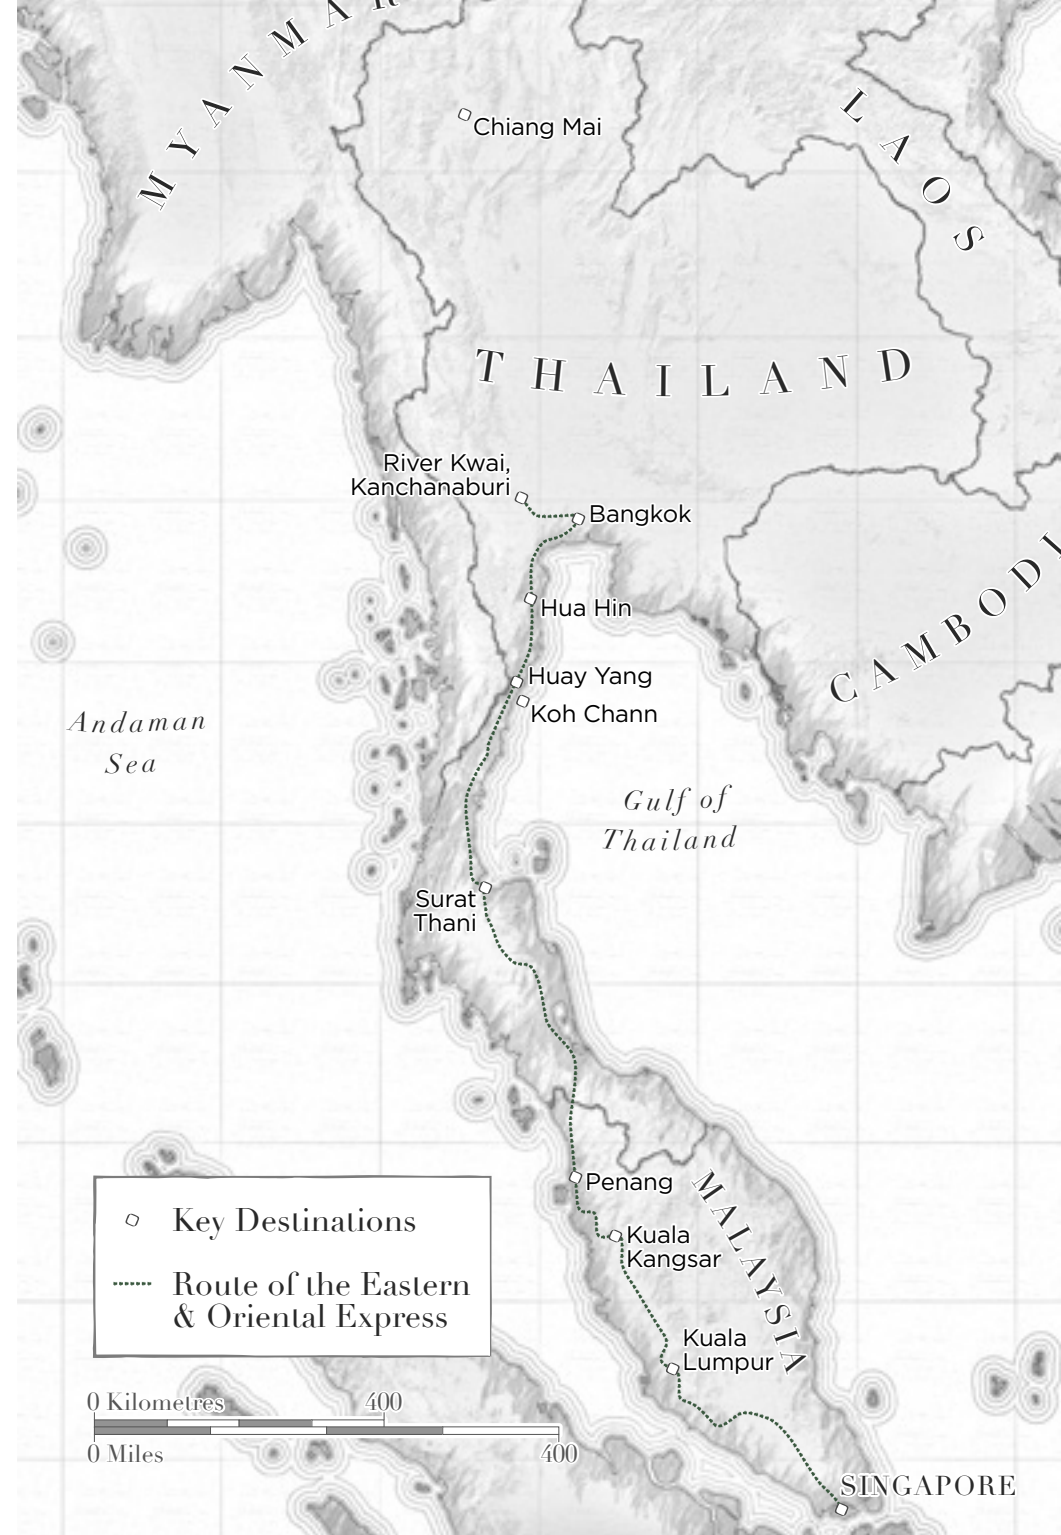 MYANMAR
LAOS
Chiang Mai
THAILAND
River Kwai,
Kanchanaburi
Bangkok
CAMBODI
Hua Hin
Huay Yang
Koh Chann
Andaman
Sea
Gulf of
Thailand
Surat
Thani
Penang
MALAYSIA
Kuala
Kangsar
Kuala
Lumpur
SINGAPORE
Key Destinations
Route of the Eastern
& Oriental Express
0 Kilometres 400
0 Miles 400